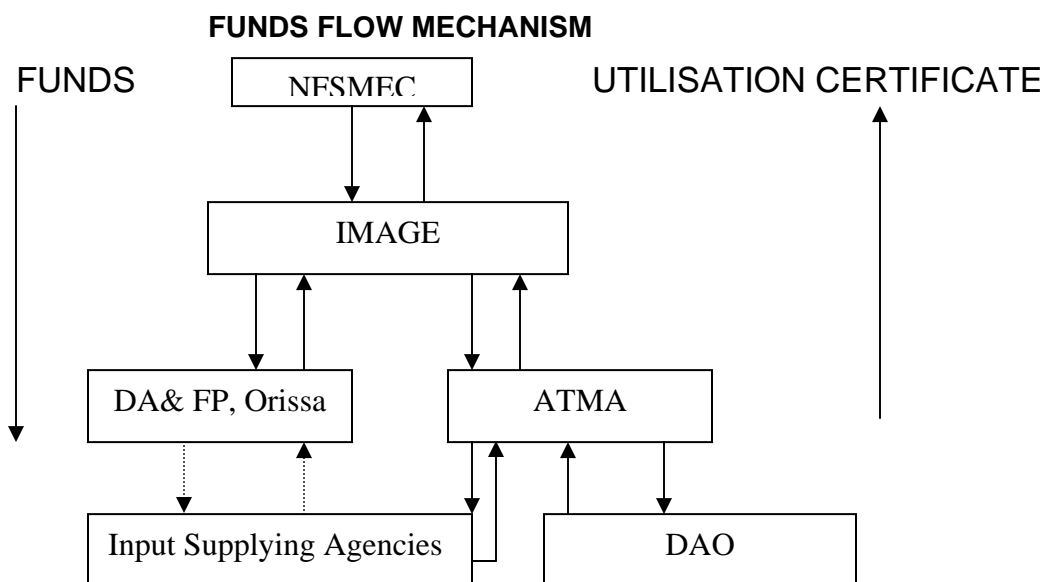 FUNDS FLOW MECHANISM
FUNDS
NFSMEC
UTILISATION CERTIFICATE
IMAGE
DA& FP, Orissa
ATMA
Input Supplying Agencies
DAO